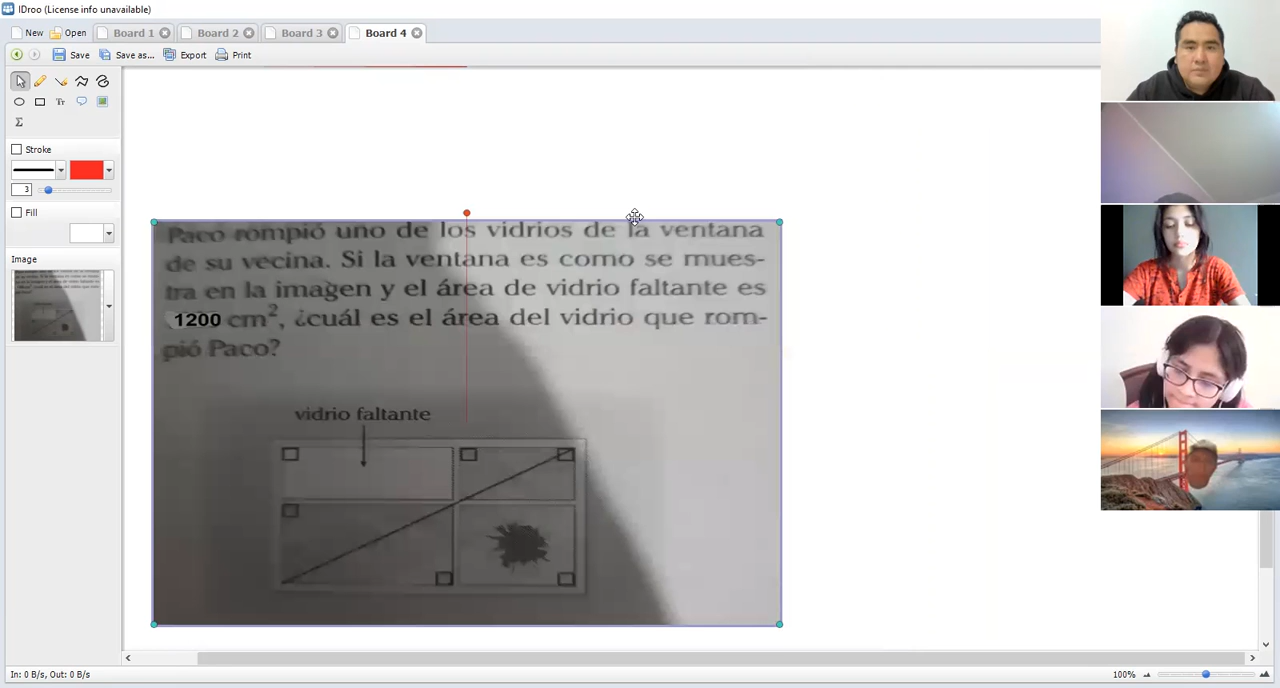 IDroo (License info unavailable)
New Open Board 1 Board 2 Board 3 Board 4
Save Save as... Export Print
Tr
Σ
Stroke
3
Fill
Image
Paco rompió uno de los vidrios de la ventana
de su vecina. Si la ventana es como se mues-
tra en la imagen y el área de vidrio faltante es
1200 cm², ¿cuál es el área del vidrio que rom-
pió Paco?
vidrio faltante
In: 0 B/s, Out: 0 B/s
100%